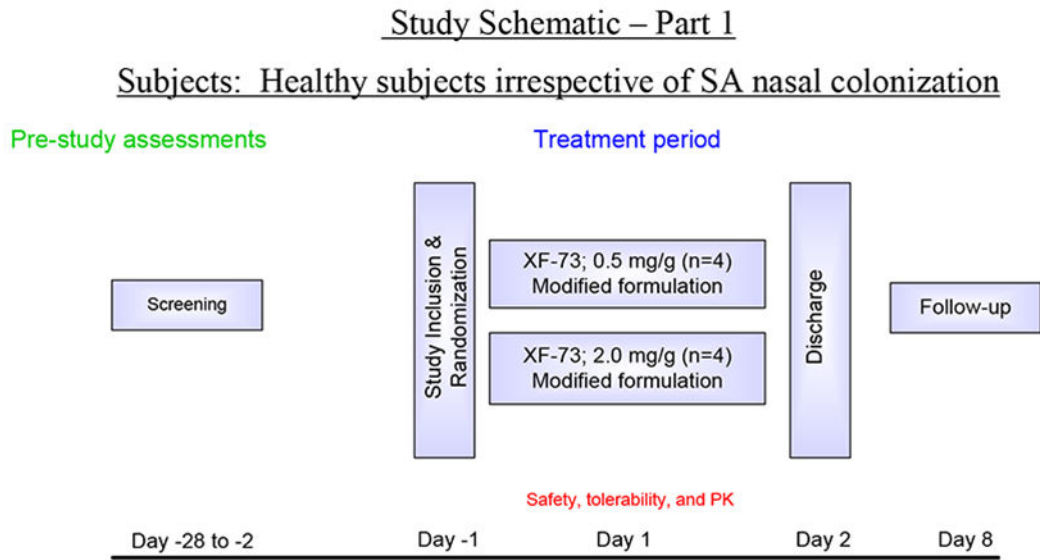 Study Schematic – Part 1
Subjects: Healthy subjects irrespective of SA nasal colonization
Pre-study assessments
Treatment period
Screening
Study Inclusion &
Randomization
XF-73; 0.5 mg/g (n=4)
Modified formulation
XF-73; 2.0 mg/g (n=4)
Modified formulation
Discharge
Follow-up
Safety, tolerability, and PK
Day -28 to -2
Day -1
Day 1
Day 2
Day 8